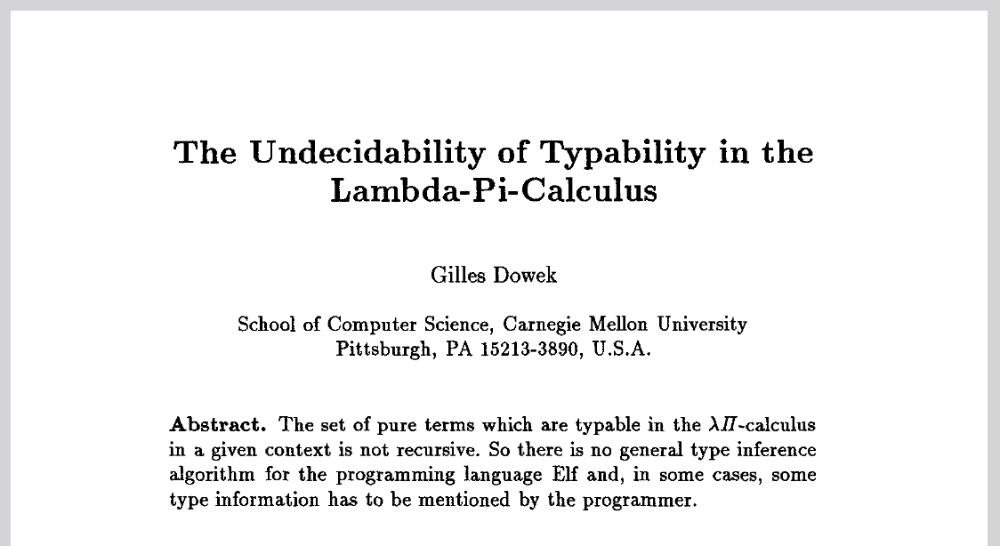 The Undecidability of Typability in the
Lambda-Pi-Calculus
Gilles Dowek
School of Computer Science, Carnegie Mellon University
Pittsburgh, PA 15213-3890, U.S.A.
Abstract. The set of pure terms which are typable in the λΠ-calculus
in a given context is not recursive. So there is no general type inference
algorithm for the programming language Elf and, in some cases, some
type information has to be mentioned by the programmer.